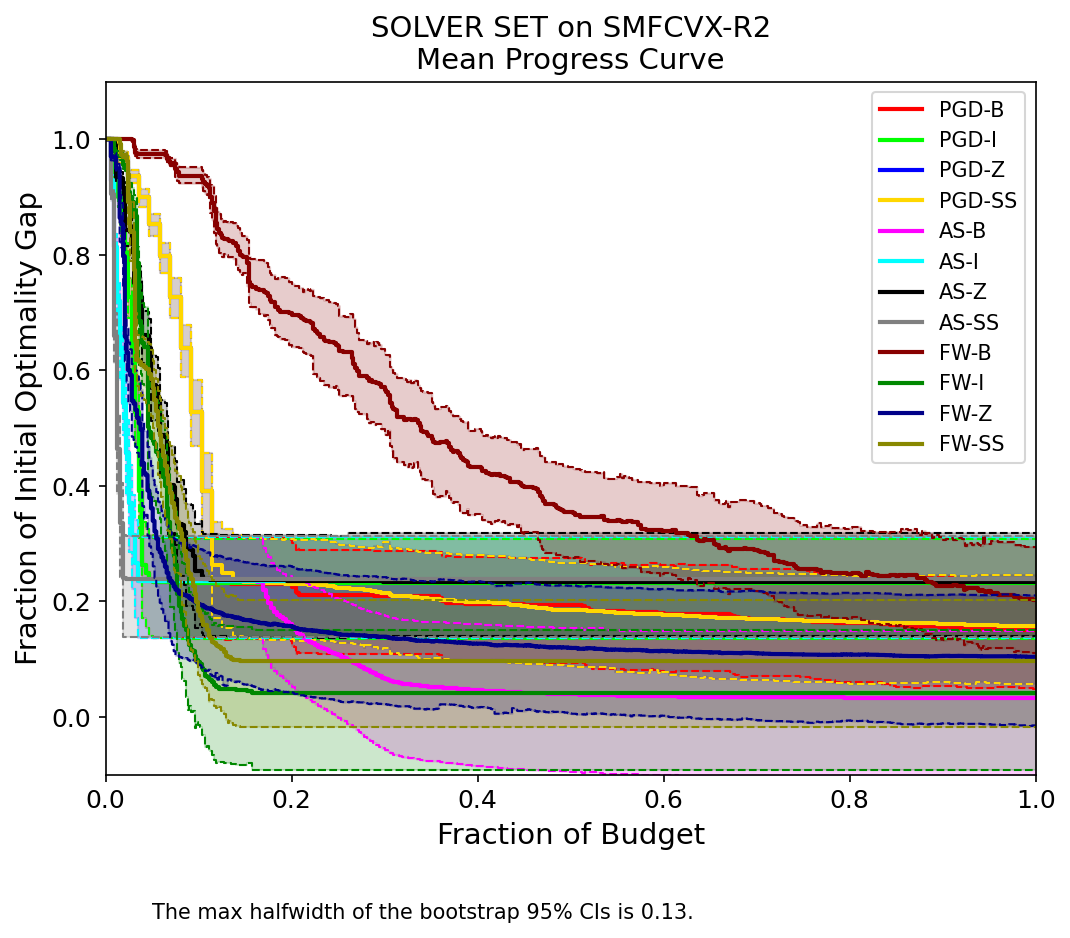 SOLVER SET on SMFCVX-R2
Mean Progress Curve
Fraction of Initial Optimality Gap
1.0
0.8
0.6
0.4
0.2
0.0
PGD-B
PGD-I
PGD-Z
PGD-SS
AS-B
AS-I
AS-Z
AS-SS
FW-B
FW-I
FW-Z
FW-SS
0.0 0.2 0.4 0.6 0.8 1.0
Fraction of Budget
The max halfwidth of the bootstrap 95% CIs is 0.13.